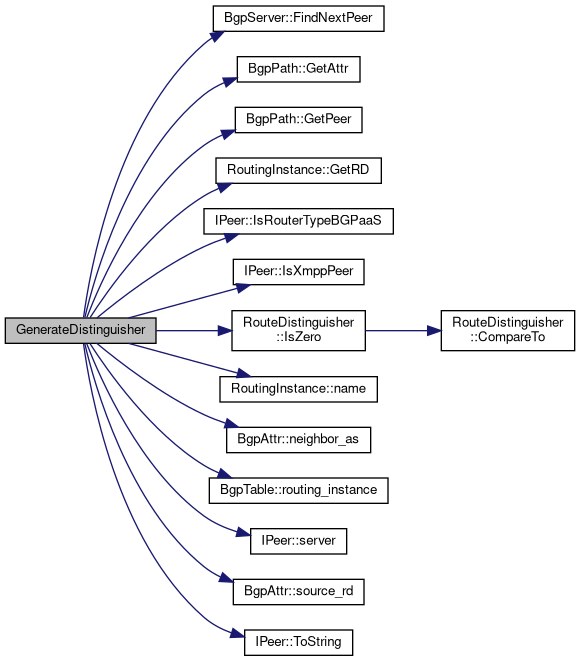 BgpServer::FindNextPeer
BgpPath::GetAttr
BgpPath::GetPeer
RoutingInstance::GetRD
IPeer::IsRouterTypeBGPaaS
IPeer::IsXmppPeer
GenerateDistinguisher
RouteDistinguisher
::IsZero
RouteDistinguisher
::CompareTo
RoutingInstance::name
BgpAttr::neighbor_as
BgpTable::routing_instance
IPeer::server
BgpAttr::source_rd
IPeer::ToString